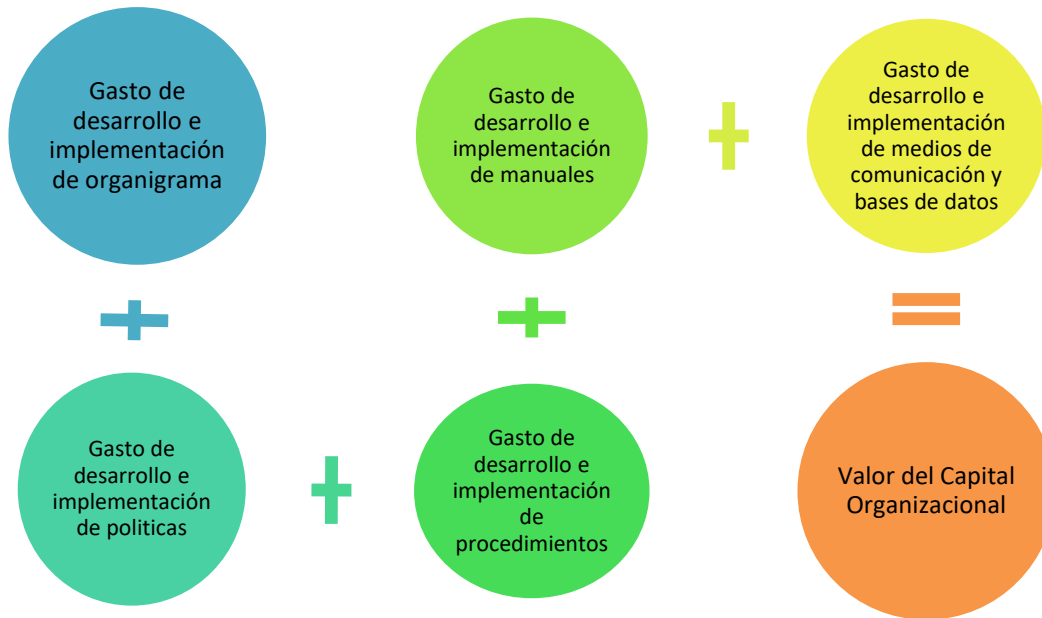 Gasto de
desarrollo e
implementación
de organigrama
Gasto de
desarrollo e
implementación
de politicas
Gasto de
desarrollo e
implementación
de
procedimientos
Gasto de
desarrollo e
implementación
de manuales
Gasto de
desarrollo e
implementación
de medios de
comunicación y
bases de datos
Valor del Capital
Organizacional